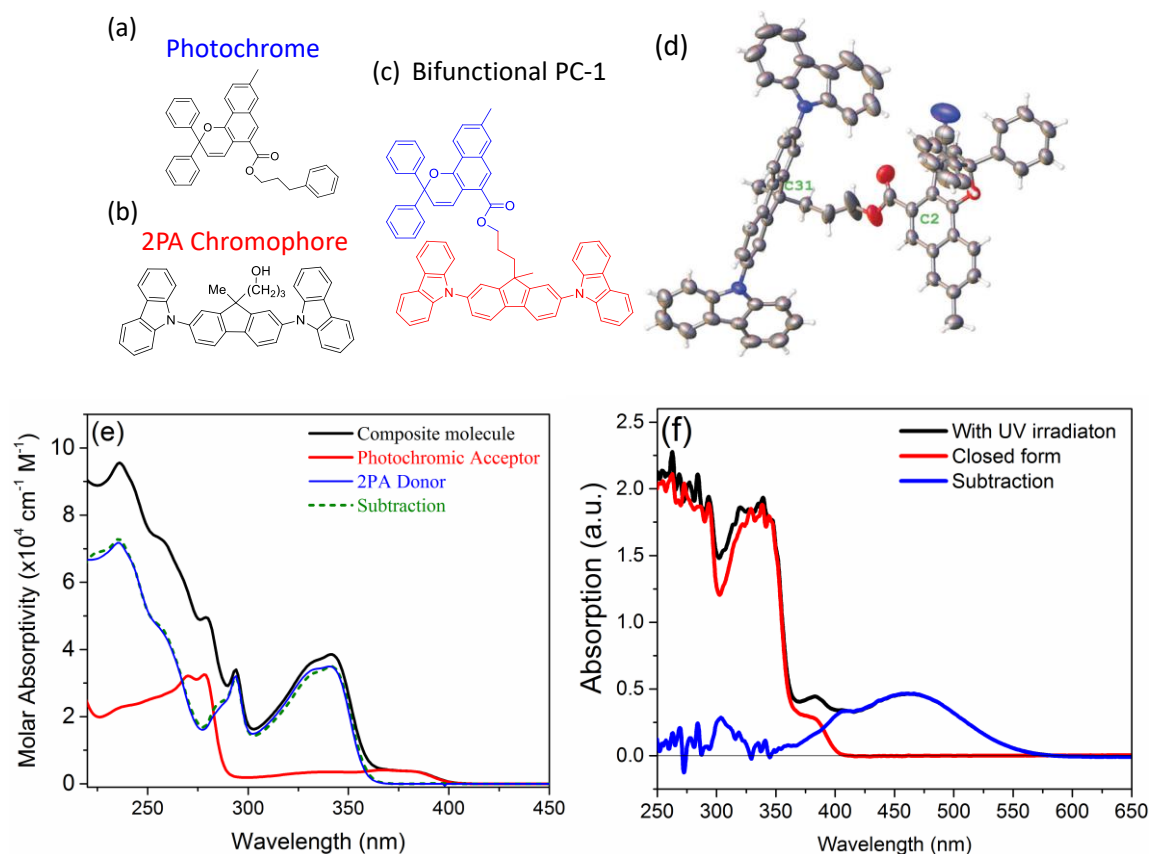 (a)
Photochrome
O
O
O
(b)
2PA Chromophore
OH
Me
(CH2)3
N
N
(c) Bifunctional PC-1
O
O
O
N
N
(d)
C31
C2
(e)
Composite molecule
Photochromic Acceptor
2PA Donor
Subtraction
Molar Absorptivity (x10⁴ cm⁻¹ M⁻¹)
10
8
6
4
2
0
250 300 350 400 450
Wavelength (nm)
(f)
With UV irradiaton
Closed form
Subtraction
Absorption (a.u.)
2.5
2.0
1.5
1.0
0.5
0.0
250 300 350 400 450 500 550 600 650
Wavelength (nm)